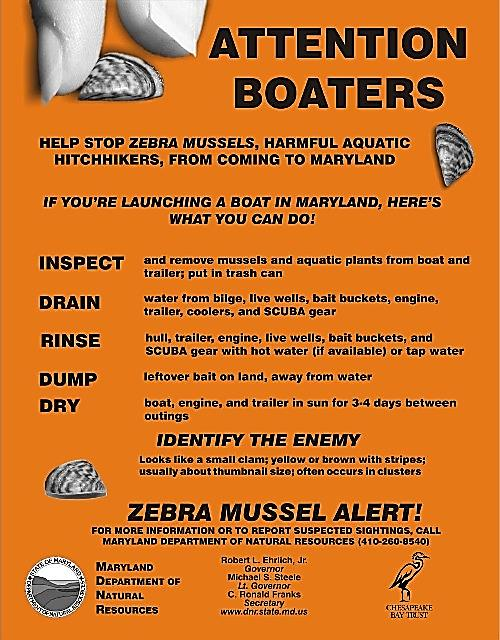 ATTENTION
BOATERS
HELP STOP ZEBRA MUSSELS, HARMFUL AQUATIC
HITCHHIKERS, FROM COMING TO MARYLAND
IF YOU'RE LAUNCHING A BOAT IN MARYLAND, HERE'S
WHAT YOU CAN DO!
INSPECT and remove mussels and aquatic plants from boat and
trailer; put in trash can
DRAIN water from bilge, live wells, bait buckets, engine,
trailer, coolers, and SCUBA gear
RINSE hull, trailer, engine, live wells, bait buckets, and
SCUBA gear with hot water (if available) or tap water
DUMP leftover bait on land, away from water
DRY boat, engine, and trailer in sun for 3-4 days between
outings
IDENTIFY THE ENEMY
Looks like a small clam; yellow or brown with stripes;
usually about thumbnail size; often occurs in clusters
ZEBRA MUSSEL ALERT!
FOR MORE INFORMATION OR TO REPORT SUSPECTED SIGHTINGS, CALL
MARYLAND DEPARTMENT OF NATURAL RESOURCES (410-260-8540)
STATE OF MARYLAND
MARYLAND
DEPARTMENT OF
NATURAL
RESOURCES
Robert L. Ehrlich, Jr.
Governor
Michael S. Steele
Lt. Governor
C. Ronald Franks
Secretary
www.dnr.state.md.us
CHESAPEAKE
BAY TRUST